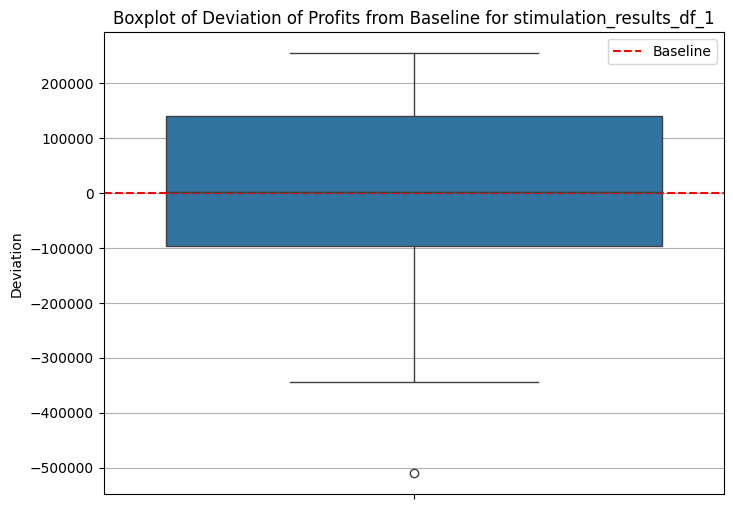 Boxplot of Deviation of Profits from Baseline for stimulation_results_df_1
Baseline
200000
100000
0
−100000
−200000
−300000
−400000
−500000
Deviation